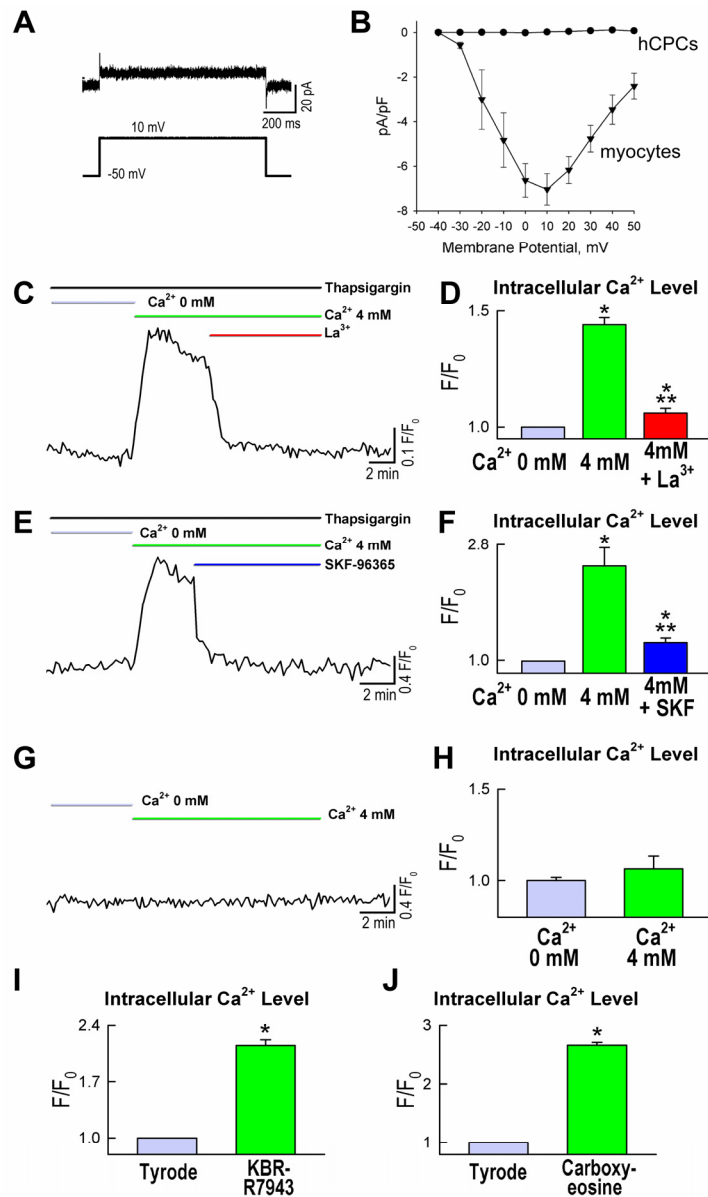 A
20 pA
200 ms
10 mV
-50 mV
B
0
-2
-4
-6
-8
pA/pF
hCPCs
myocytes
-50 -40 -30 -20 -10 0 10 20 30 40 50
Membrane Potential, mV
C
Thapsigargin
Ca²⁺ 0 mM
Ca²⁺ 4 mM
La³⁺
0.1 F/F₀
2 min
D
Intracellular Ca²⁺ Level
1.5
1.0
F/F₀
*
*
**
Ca²⁺ 0 mM 4 mM 4mM
+ La³⁺
E
Thapsigargin
Ca²⁺ 0 mM
Ca²⁺ 4 mM
SKF-96365
0.4 F/F₀
2 min
F
Intracellular Ca²⁺ Level
2.8
1.0
F/F₀
*
*
**
Ca²⁺ 0 mM 4 mM 4mM
+ SKF
G
Ca²⁺ 0 mM
Ca²⁺ 4 mM
0.4 F/F₀
2 min
H
Intracellular Ca²⁺ Level
1.5
1.0
F/F₀
Ca²⁺ Ca²⁺
0 mM 4 mM
I
Intracellular Ca²⁺ Level
2.4
1.7
1.0
F/F₀
*
Tyrode KBR-
R7943
J
Intracellular Ca²⁺ Level
3
2
1
F/F₀
*
Tyrode Carboxy-
eosine